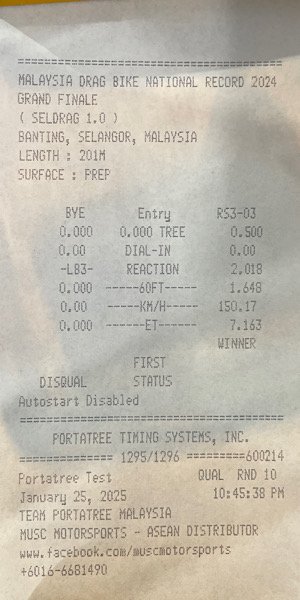 ==========================================
MALAYSIA DRAG BIKE NATIONAL RECORD 2024
GRAND FINALE
( SELDRAG 1.0 )
BANTING, SELANGOR, MALAYSIA
LENGTH : 201M
SURFACE : PREP
BYE Entry RS3-03
0.000 0.000 TREE 0.500
0.00 DIAL-IN 0.00
-L83- REACTION 2.018
0.000 -----60FT----- 1.648
0.00 -----KM/H----- 150.17
0.000 ------ET------ 7.163
WINNER
FIRST
DISQUAL STATUS
Autostart Disabled
==========================================
PORTATREE TIMING SYSTEMS, INC.
============== 1295/1296 =========600214
Portatree Test QUAL RND 10
January 25, 2025 10:45:38 PM
TEAM PORTATREE MALAYSIA
MUSC MOTORSPORTS - ASEAN DISTRIBUTOR
www.facebook.com/muscmotorsports
+6016-6681490